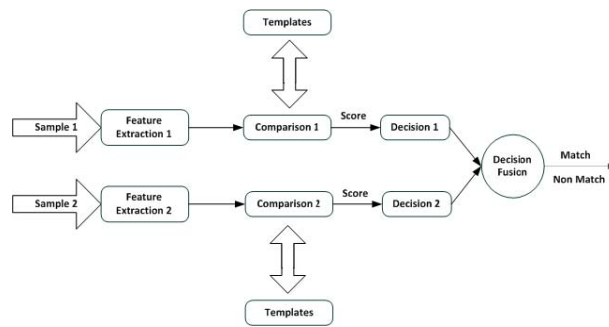 Templates
Sample 1
Feature
Extraction 1
Comparison 1
Score
Decision 1
Decision
Fusion
Match
Non Match
Sample 2
Feature
Extraction 2
Comparison 2
Score
Decision 2
Templates